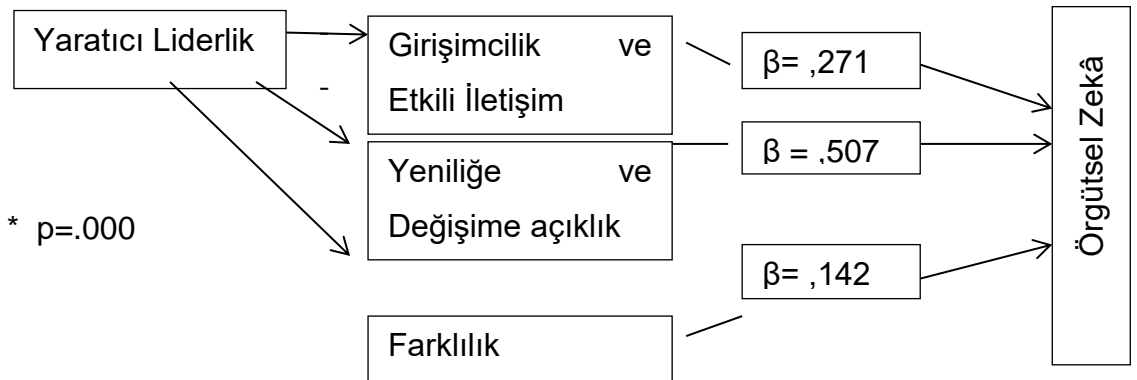 Yaratıcı Liderlik
-
-
Girişimcilik ve
Etkili İletişim
β= ,271
Yeniliğe ve
Değişime açıklık
β = ,507
* p=.000
Farklılık
β= ,142
Örgütsel Zekâ